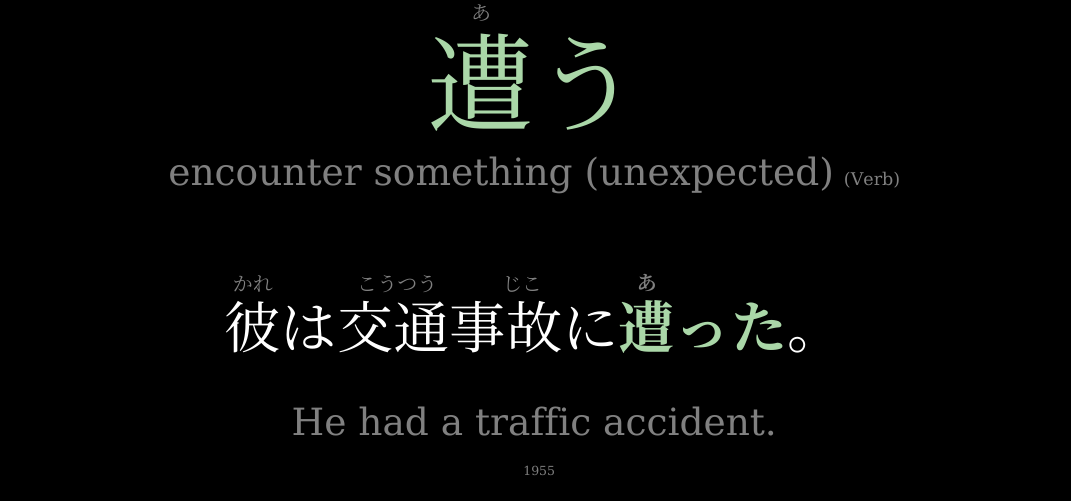 あ
遭う
encounter something (unexpected) (Verb)
かれ こうつう じこ あ
彼は交通事故に遭った。
He had a traffic accident.
1955